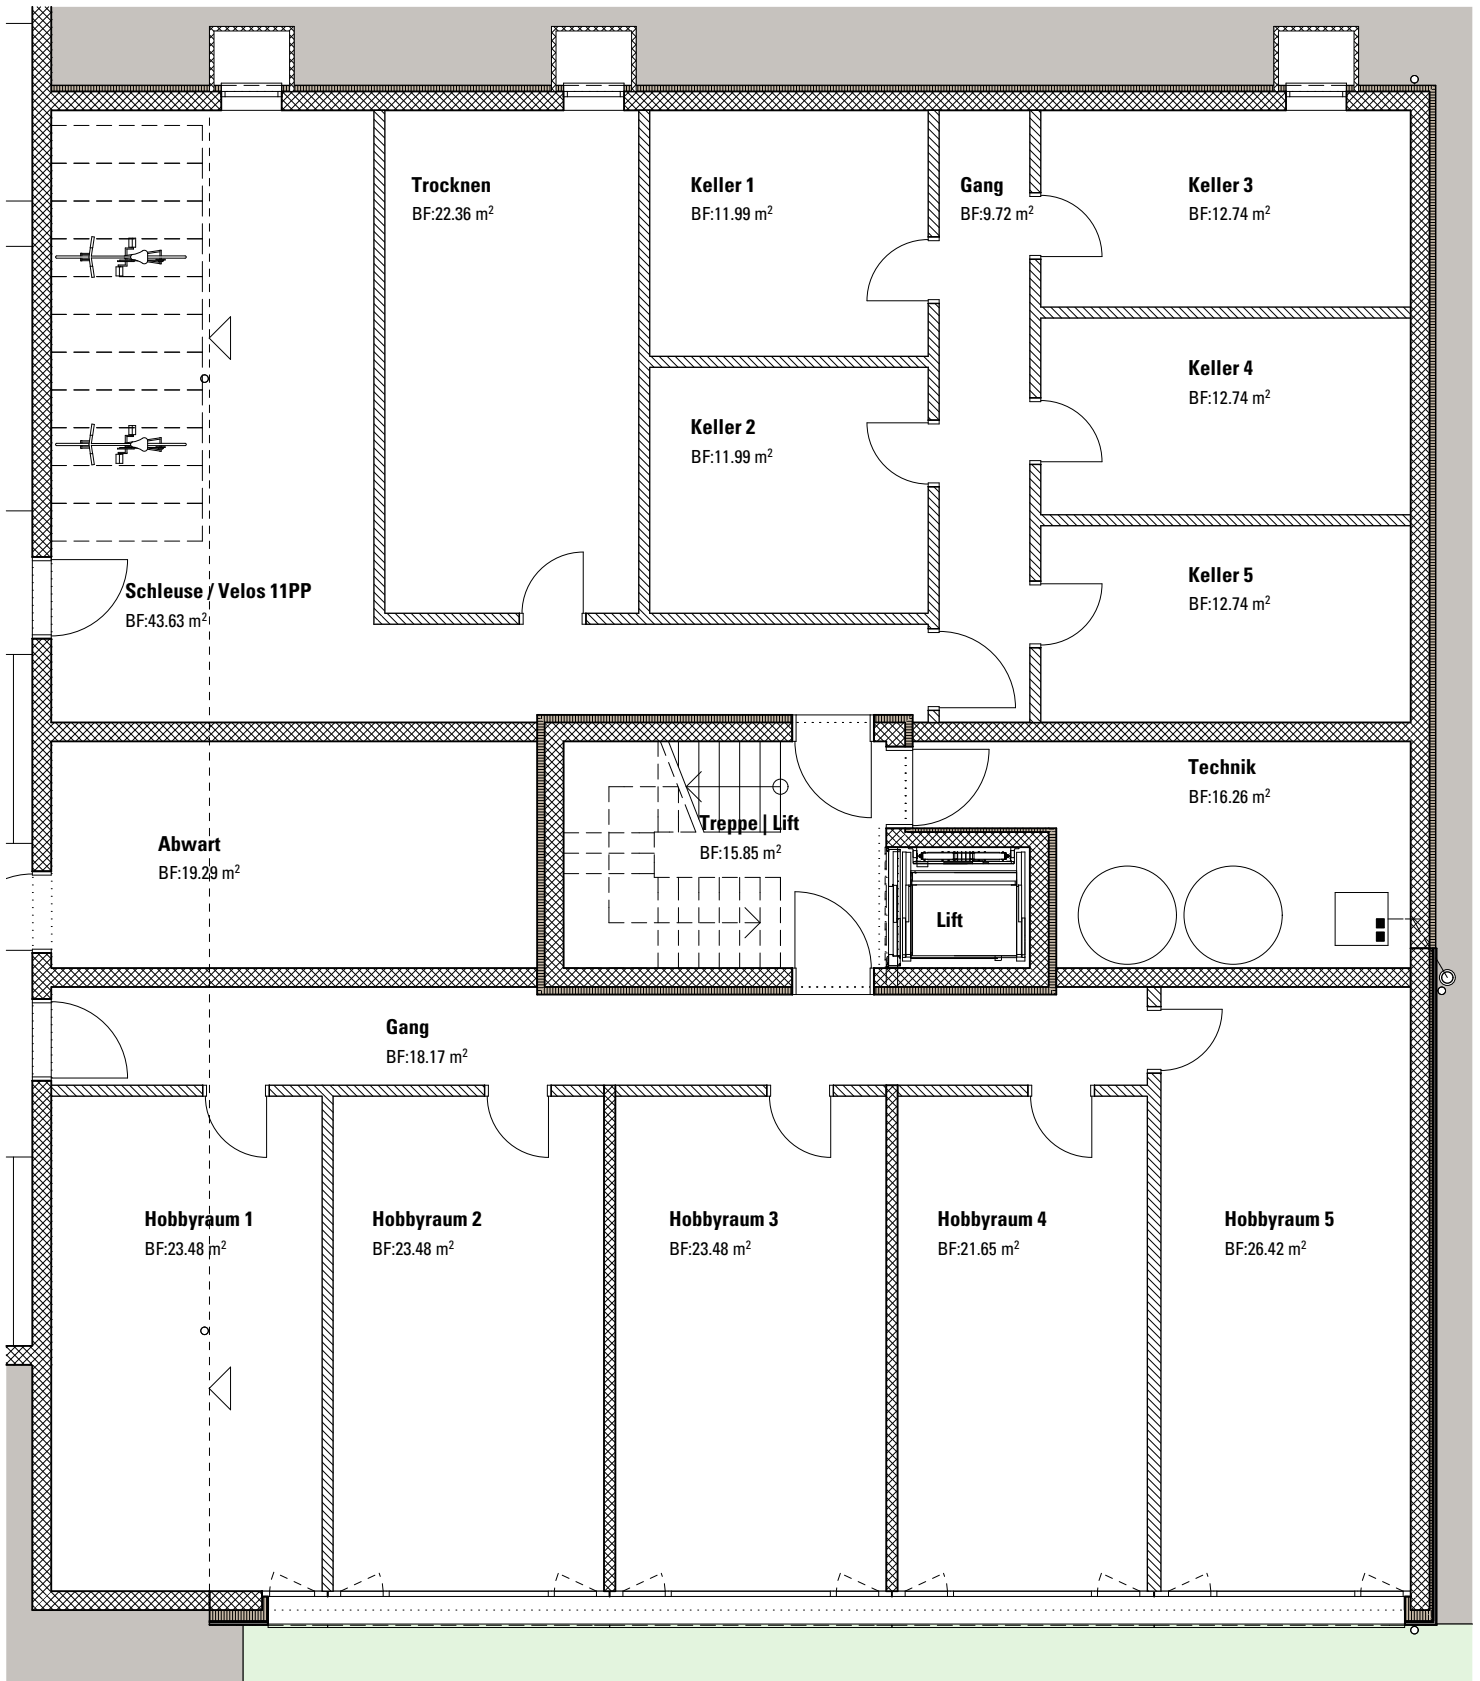 Trocknen
BF:22.36 m²
Keller 1
BF:11.99 m²
Gang
BF:9.72 m²
Keller 3
BF:12.74 m²
Keller 4
BF:12.74 m²
Keller 2
BF:11.99 m²
Keller 5
BF:12.74 m²
Schleuse / Velos 11PP
BF:43.63 m²
Technik
BF:16.26 m²
Treppe | Lift
BF:15.85 m²
Abwart
BF:19.29 m²
Lift
Gang
BF:18.17 m²
Hobbyraum 1
BF:23.48 m²
Hobbyraum 2
BF:23.48 m²
Hobbyraum 3
BF:23.48 m²
Hobbyraum 4
BF:21.65 m²
Hobbyraum 5
BF:26.42 m²